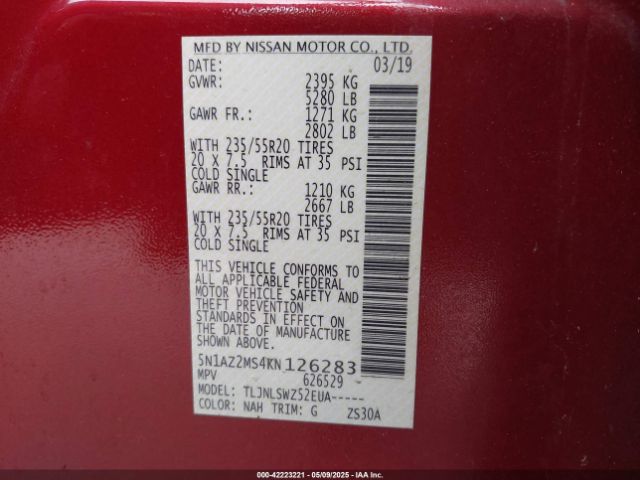 MFD BY NISSAN MOTOR CO., LTD.
DATE: 03/19
GVWR: 2395 KG
5280 LB
GAWR FR.: 1271 KG
2802 LB
WITH 235/55R20 TIRES
20 X 7.5 RIMS AT 35 PSI
COLD SINGLE
GAWR RR.: 1210 KG
2667 LB
WITH 235/55R20 TIRES
20 X 7.5 RIMS AT 35 PSI
COLD SINGLE
THIS VEHICLE CONFORMS TO
ALL APPLICABLE FEDERAL
MOTOR VEHICLE SAFETY AND
THEFT PREVENTION
STANDARDS IN EFFECT ON
THE DATE OF MANUFACTURE
SHOWN ABOVE.
5N1AZ2MS4KN126283
MPV 626529
MODEL: TLJNLSWZ52EUA-----
COLOR: NAH TRIM: G ZS30A
000-42223221 - 05/09/2025 - IAAI.COM